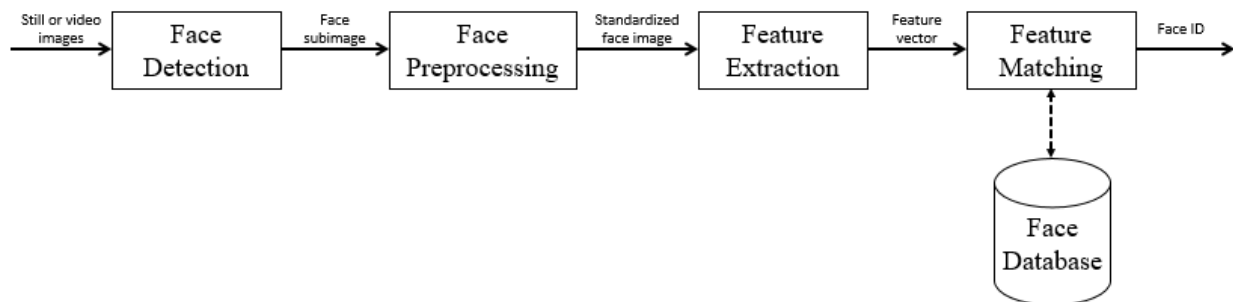 Still or video
images
Face
Detection
Face
subimage
Face
Preprocessing
Standardized
face image
Feature
Extraction
Feature
vector
Feature
Matching
Face ID
Face
Database